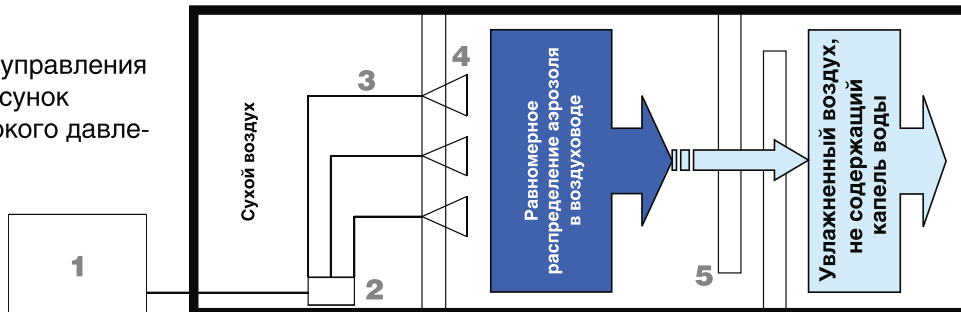 управления
сунок
окого давле-
1
2
3
4
Сухой воздух
Равномерное
распределение аэрозоля
в воздуховоде
5
Увлажненный воздух,
не содержащий
капель воды